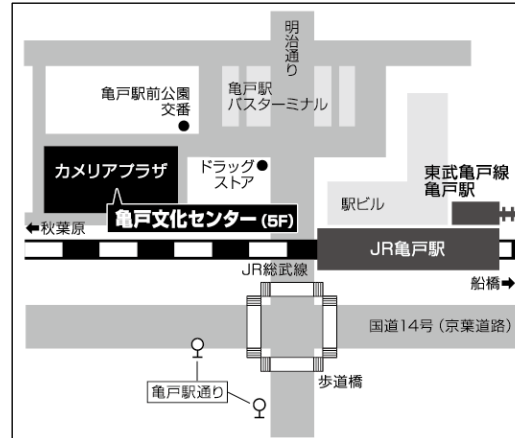 明治通り
亀戸駅前公園
交番
亀戸駅
バスターミナル
カメリアプラザ
ドラッグ
ストア
東武亀戸線
亀戸駅
駅ビル
亀戸文化センター (5F)
←秋葉原
JR亀戸駅
JR総武線
船橋→
国道14号 (京葉道路)
歩道橋
亀戸駅通り